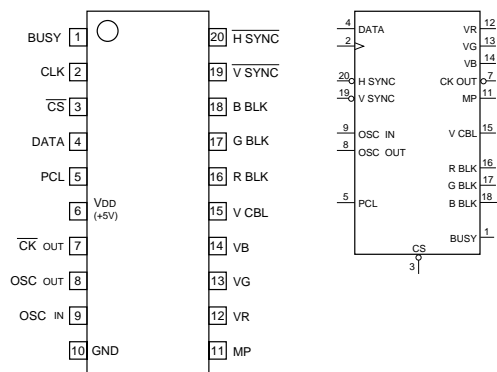 BUSY 1 20 H SYNC
CLK 2 19 V SYNC
CS 3 18 B BLK
DATA 4 17 G BLK
PCL 5 16 R BLK
6 VDD (+5V) 15 V CBL
CK OUT 7 14 VB
OSC OUT 8 13 VG
OSC IN 9 12 VR
10 GND 11 MP
4 DATA VR 12
2 VG 13
VB 14
20 H SYNC CK OUT 7
19 V SYNC MP 11
9 OSC IN V CBL 15
8 OSC OUT
R BLK 16
G BLK 17
5 PCL B BLK 18
BUSY 1
CS
3